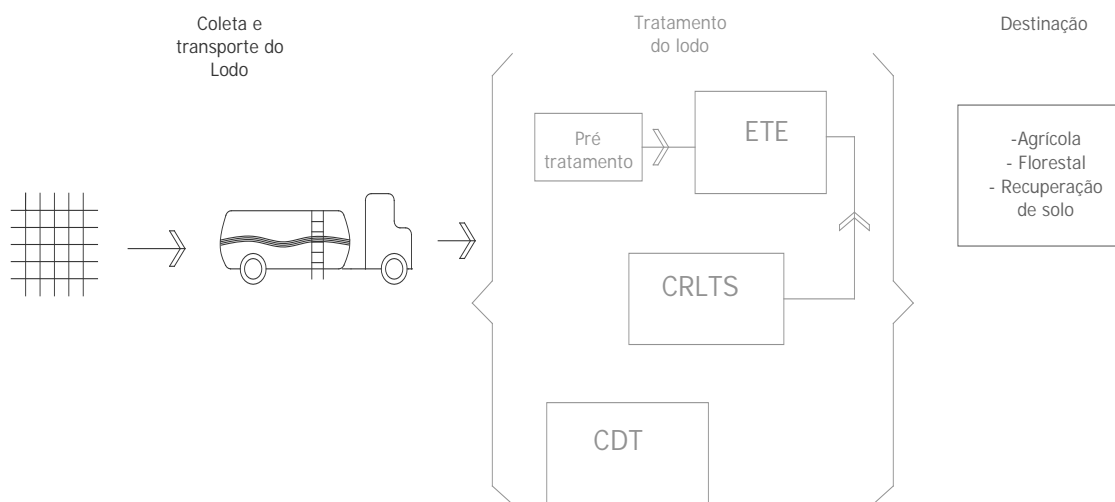 Coleta e
transporte do
Lodo
Tratamento
do lodo
Destinação
Pré
tratamento
ETE
CRLTS
CDT
-Agrícola
- Florestal
- Recuperação
de solo